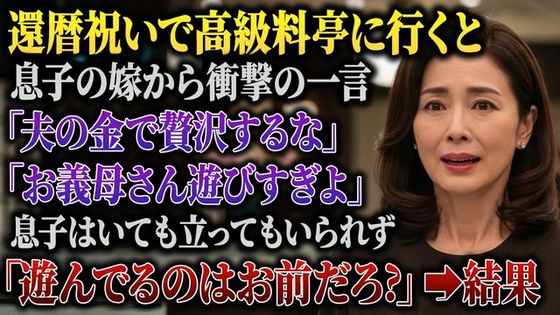 還暦祝いで高級料亭に行くと
息子の嫁から衝撃の一言
「夫の金で贅沢するな」
「お義母さん遊びすぎよ」
息子はいても立ってもいられず
「遊んでるのはお前だろ?」➡結果